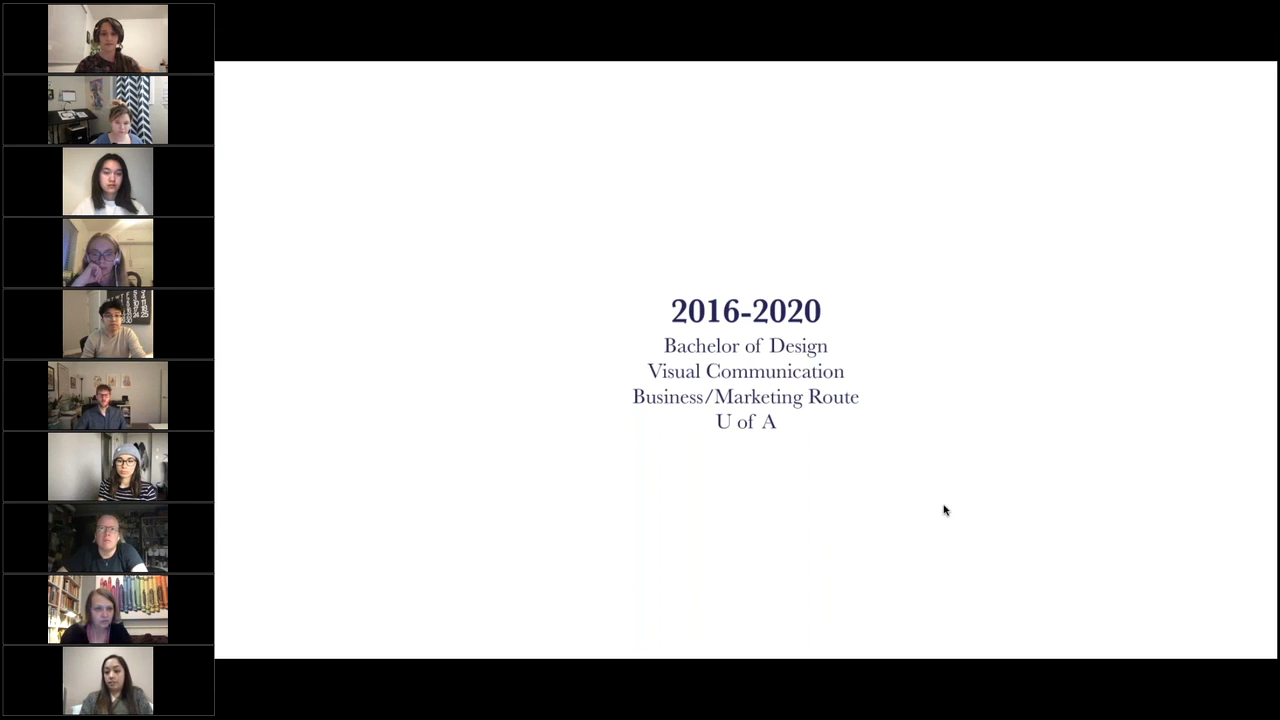 2016-2020
Bachelor of Design
Visual Communication
Business/Marketing Route
U of A